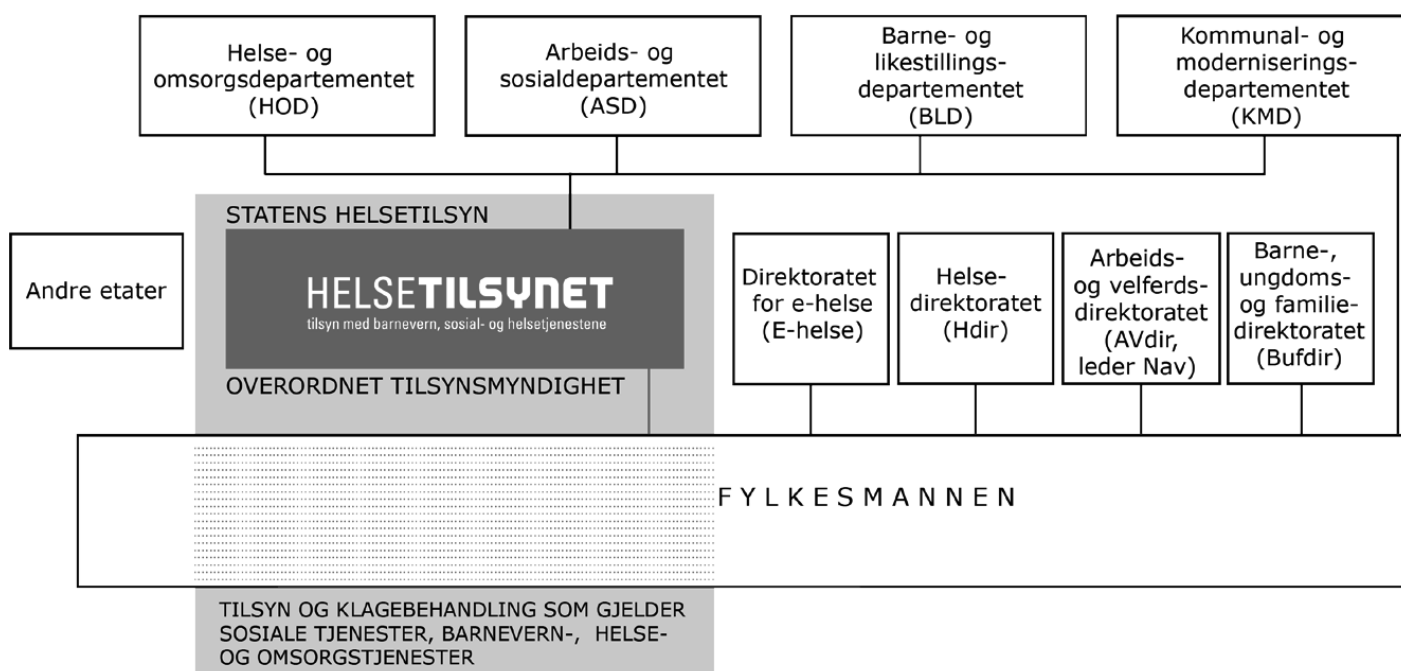 Helse- og
omsorgsdepartementet
(HOD)
Arbeids- og
sosialdepartementet
(ASD)
Barne- og
likestillings-
departementet
(BLD)
Kommunal- og
moderniserings-
departementet
(KMD)
STATENS HELSETILSYN
HELSETILSYNET
tilsyn med barnevern, sosial- og helsetjenestene
OVERORDNET TILSYNSMYNDIGHET
Andre etater
Direktoratet
for e-helse
(E-helse)
Helse-
direktoratet
(Hdir)
Arbeids-
og velferds-
direktoratet
(AVdir,
leder Nav)
Barne-,
ungdoms-
og familie-
direktoratet
(Bufdir)
FYLKESMANNEN
TILSYN OG KLAGEBEHANDLING SOM GJELDER
SOSIALE TJENESTER, BARNEVERN-, HELSE-
OG OMSORGSTJENESTER